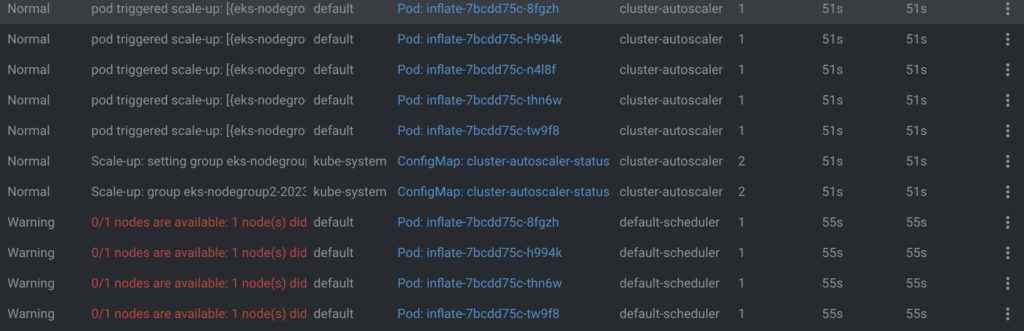 Normal pod triggered scale-up: [{eks-nodegro default Pod: inflate-7bcdd75c-8fgzh cluster-autoscaler 1 51s 51s
Normal pod triggered scale-up: [{eks-nodegro default Pod: inflate-7bcdd75c-h994k cluster-autoscaler 1 51s 51s
Normal pod triggered scale-up: [{eks-nodegro default Pod: inflate-7bcdd75c-n4l8f cluster-autoscaler 1 51s 51s
Normal pod triggered scale-up: [{eks-nodegro default Pod: inflate-7bcdd75c-thn6w cluster-autoscaler 1 51s 51s
Normal pod triggered scale-up: [{eks-nodegro default Pod: inflate-7bcdd75c-tw9f8 cluster-autoscaler 1 51s 51s
Normal Scale-up: setting group eks-nodegrou kube-system ConfigMap: cluster-autoscaler-status cluster-autoscaler 2 51s 51s
Normal Scale-up: group eks-nodegroup2-2023 kube-system ConfigMap: cluster-autoscaler-status cluster-autoscaler 2 51s 51s
Warning 0/1 nodes are available: 1 node(s) did default Pod: inflate-7bcdd75c-8fgzh default-scheduler 55s 55s
Warning 0/1 nodes are available: 1 node(s) did default Pod: inflate-7bcdd75c-h994k default-scheduler 55s 55s
Warning 0/1 nodes are available: 1 node(s) did default Pod: inflate-7bcdd75c-thn6w default-scheduler 55s 55s
Warning 0/1 nodes are available: 1 node(s) did default Pod: inflate-7bcdd75c-tw9f8 default-scheduler 55s 55s